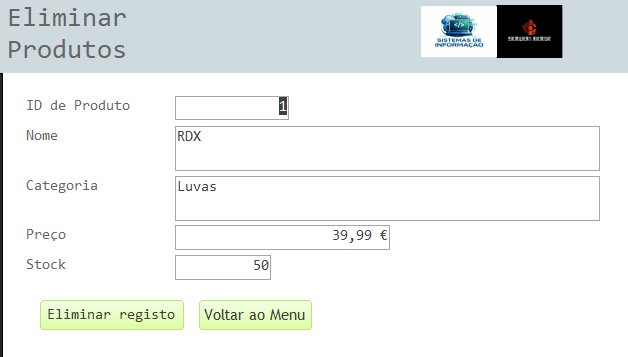 Eliminar
Produtos
SISTEMAS DE
INFORMAÇÃO
ID de Produto
1
Nome
RDX
Categoria
Luvas
Preço
39,99 €
Stock
50
Eliminar registo
Voltar ao Menu